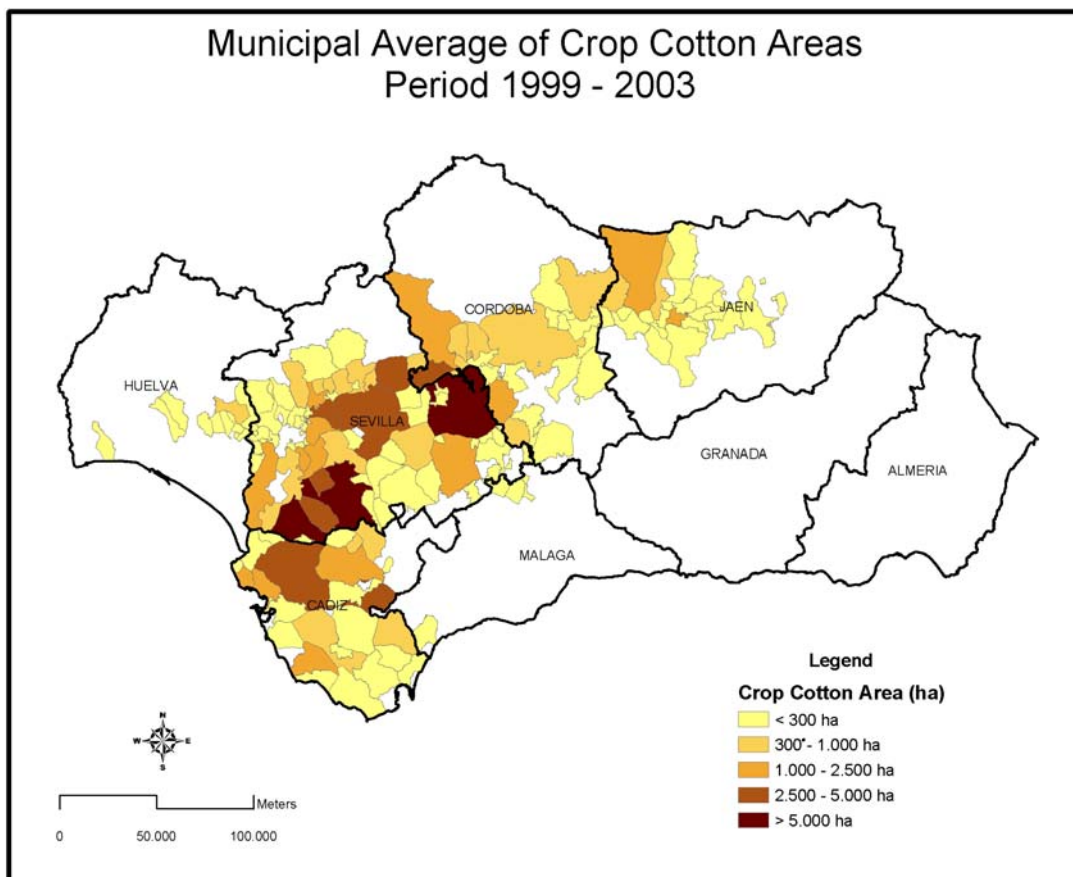 Municipal Average of Crop Cotton Areas
Period 1999 - 2003
CORDOBA
JAEN
HUELVA
SEVILLA
GRANADA
ALMERIA
MALAGA
CADIZ
Legend
Crop Cotton Area (ha)
< 300 ha
300 - 1.000 ha
1.000 - 2.500 ha
2.500 - 5.000 ha
> 5.000 ha
N
W E
S
Meters
0 50.000 100.000